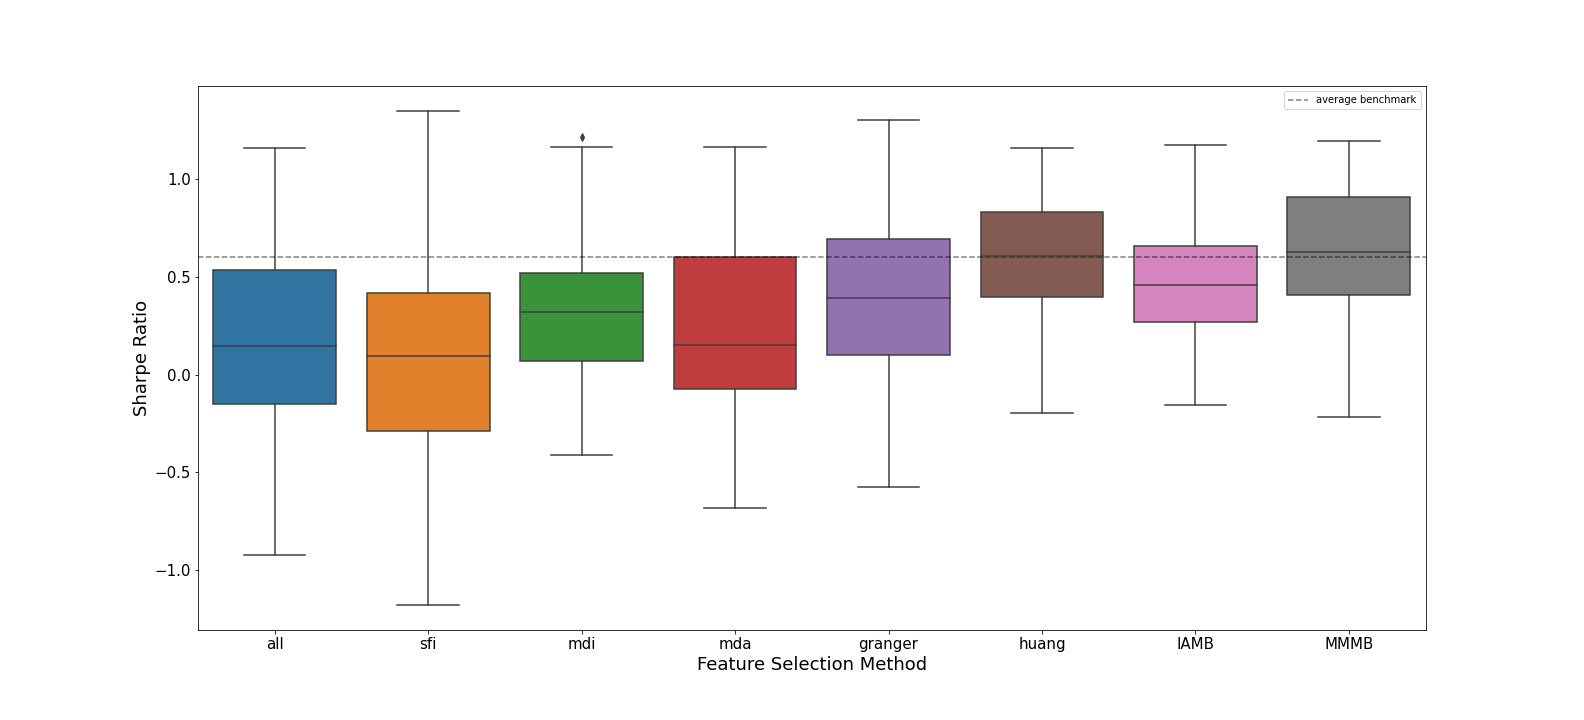 average benchmark
1.0
0.5
0.0
−0.5
−1.0
Sharpe Ratio
all sfi mdi mda granger huang IAMB MMMB
Feature Selection Method